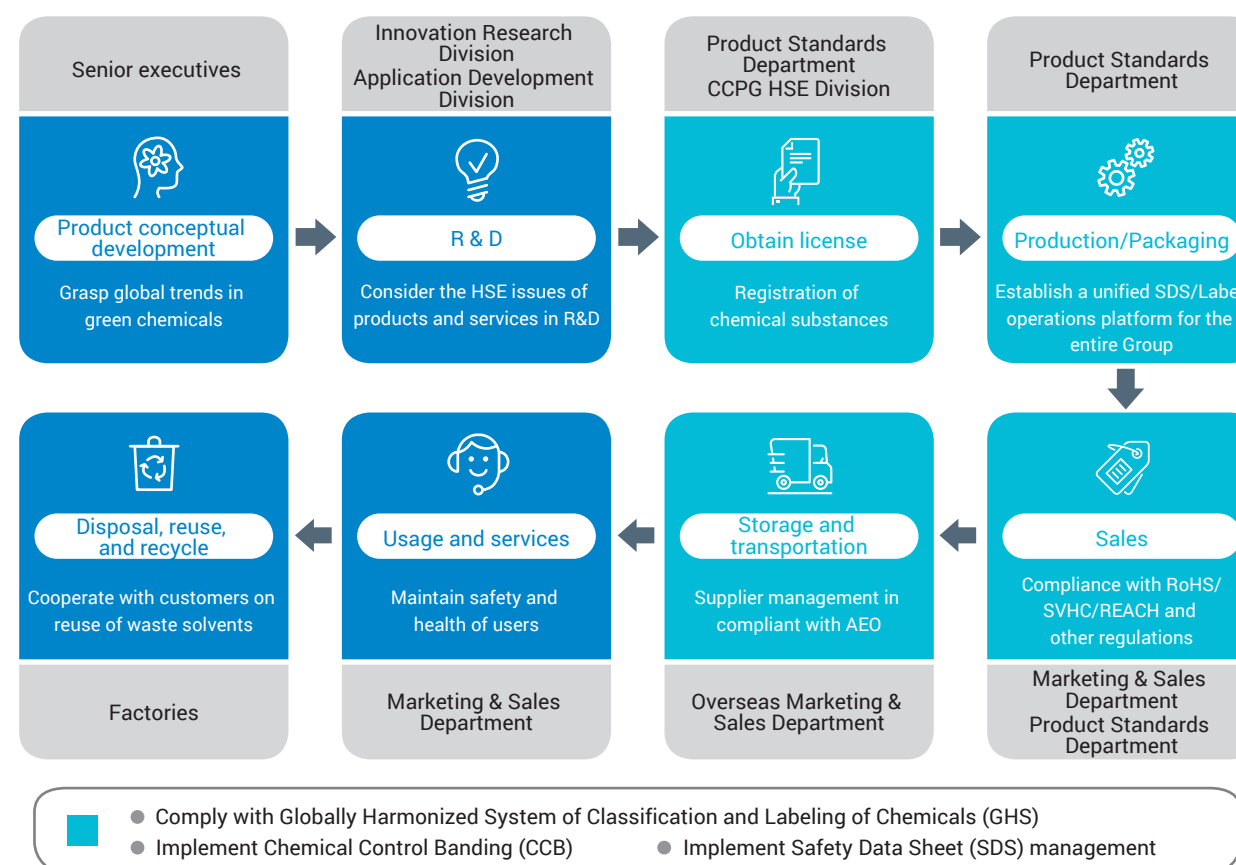 Senior executives
Product conceptual
development
Grasp global trends in
green chemicals
Innovation Research
Division
Application Development
Division
R & D
Consider the HSE issues of
products and services in R&D
Product Standards
Department
CCPG HSE Division
Obtain license
Registration of
chemical substances
Product Standards
Department
Production/Packaging
Establish a unified SDS/Labe
operations platform for the
entire Group
Sales
Compliance with RoHS/
SVHC/REACH and
other regulations
Marketing & Sales
Department
Product Standards
Department
Storage and
transportation
Supplier management in
compliant with AEO
Overseas Marketing &
Sales Department
Usage and services
Maintain safety and
health of users
Marketing & Sales
Department
Disposal, reuse,
and recycle
Cooperate with customers on
reuse of waste solvents
Factories
Comply with Globally Harmonized System of Classification and Labeling of Chemicals (GHS)
Implement Chemical Control Banding (CCB)
Implement Safety Data Sheet (SDS) management